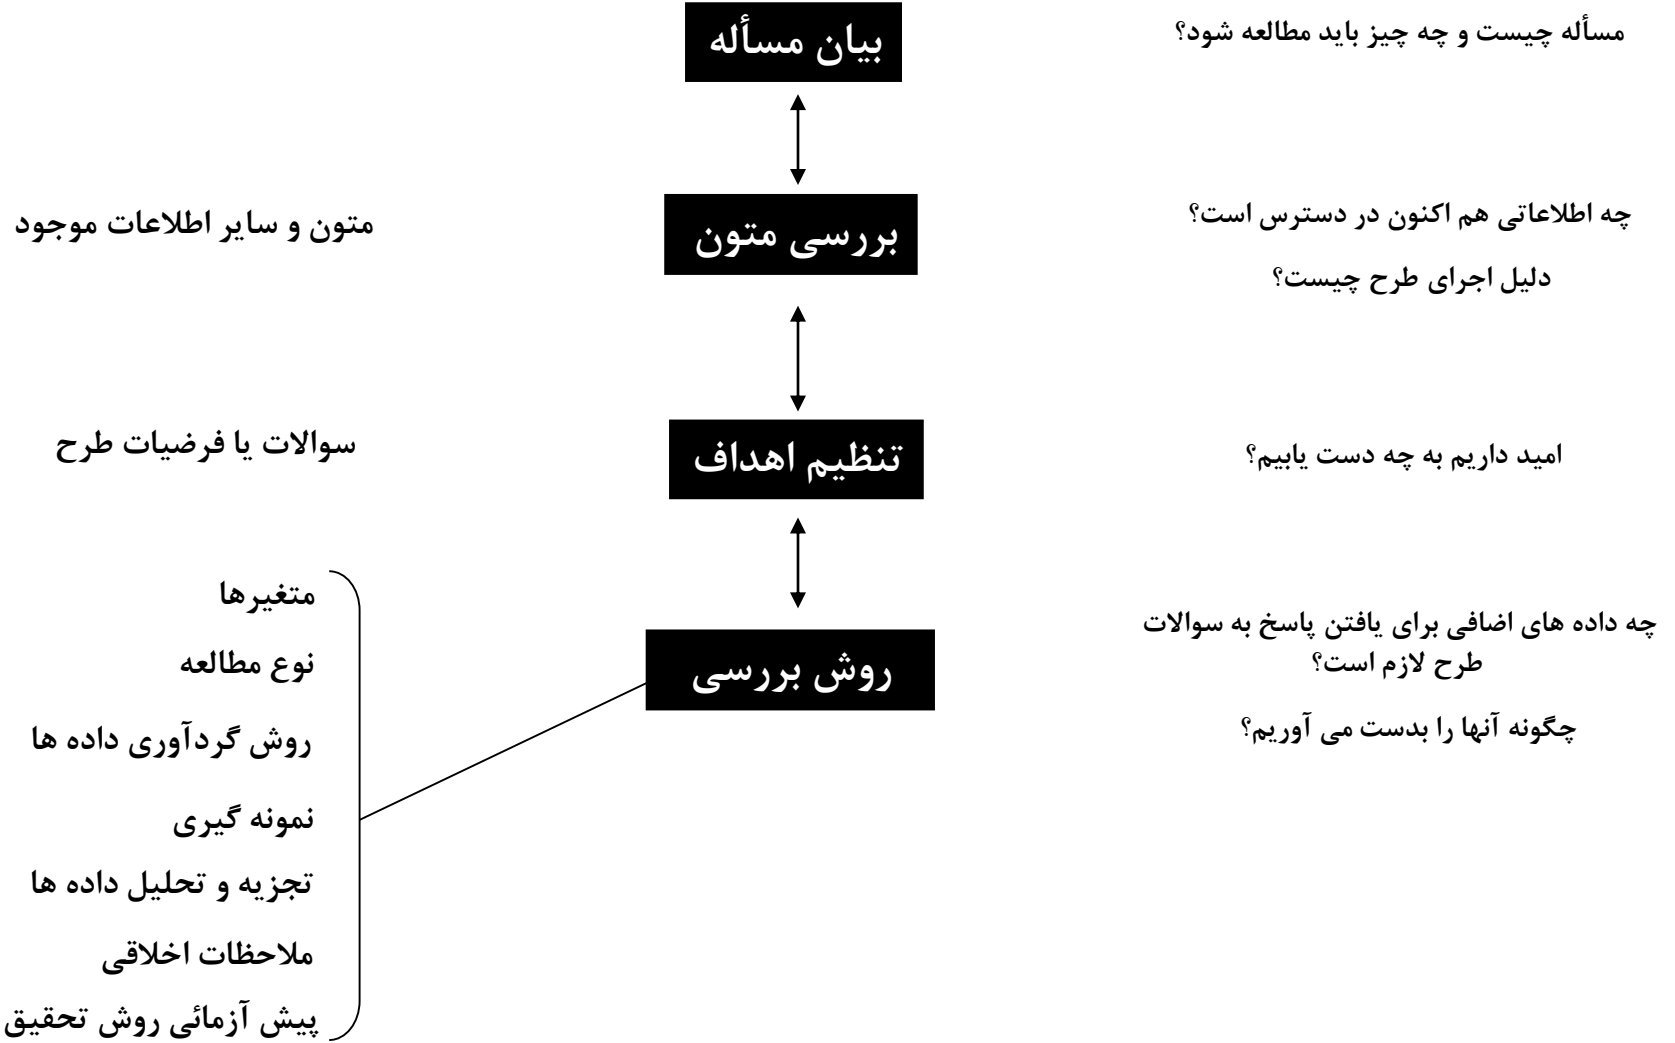 مسأله چیست و چه چیز باید مطالعه شود؟
بیان مسأله
چه اطلاعاتی هم اکنون در دسترس است؟
دلیل اجرای طرح چیست؟
بررسی متون
متون و سایر اطلاعات موجود
امید داریم به چه دست یابیم؟
تنظیم اهداف
سوالات یا فرضیات طرح
چه داده های اضافی برای یافتن پاسخ به سوالات
طرح لازم است؟
چگونه آنها را بدست می آوریم؟
روش بررسی
متغیرها
نوع مطالعه
روش گردآوری داده ها
نمونه گیری
تجزیه و تحلیل داده ها
ملاحظات اخلاقی
پیش آزمائی روش تحقیق